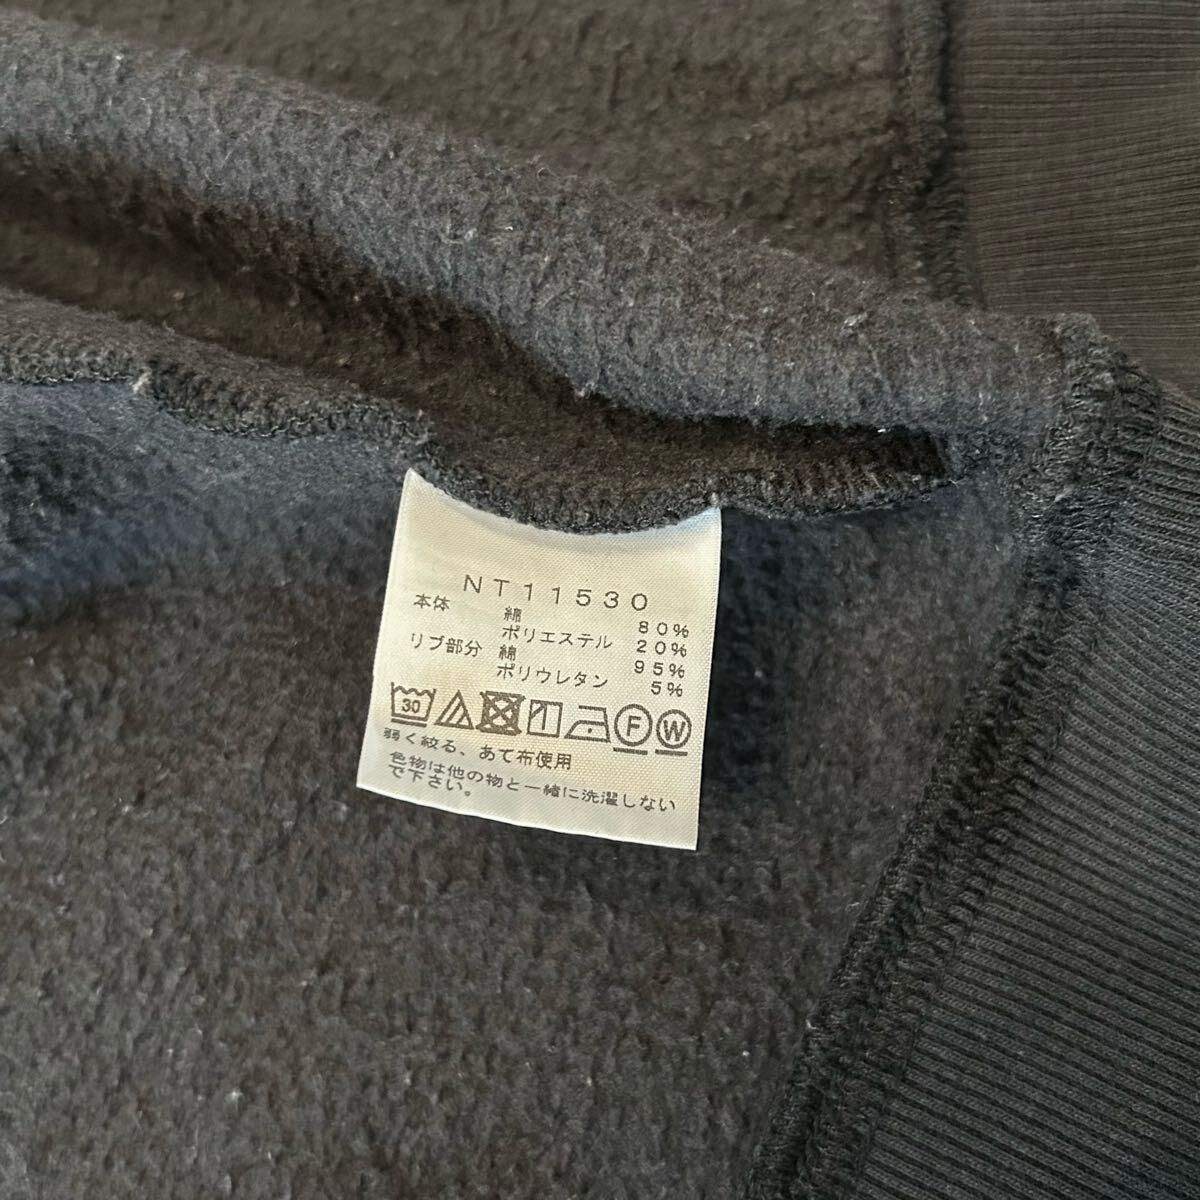 NT11530
本体 綿 80%
ポリエステル 20%
リブ部分 綿 95%
ポリウレタン 5%
30 F W
弱く絞る、あて布使用
色物は他の物と一緒に洗濯しない
で下さい。